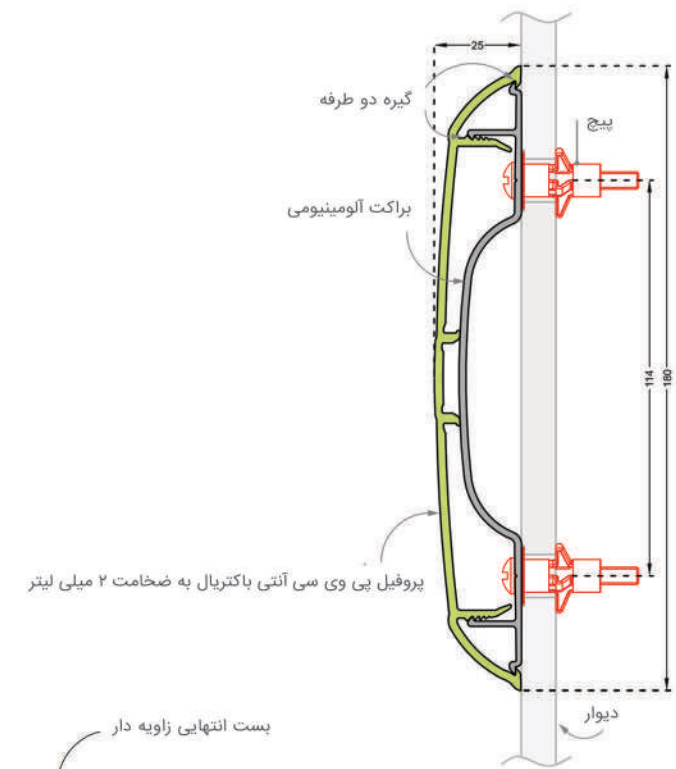 25
گیره دو طرفه
پیچ
براکت آلومینیومی
114
180
پروفیل پی وی سی آنتی باکتریال به ضخامت ۲ میلی لیتر
دیوار
بست انتهایی زاویه دار